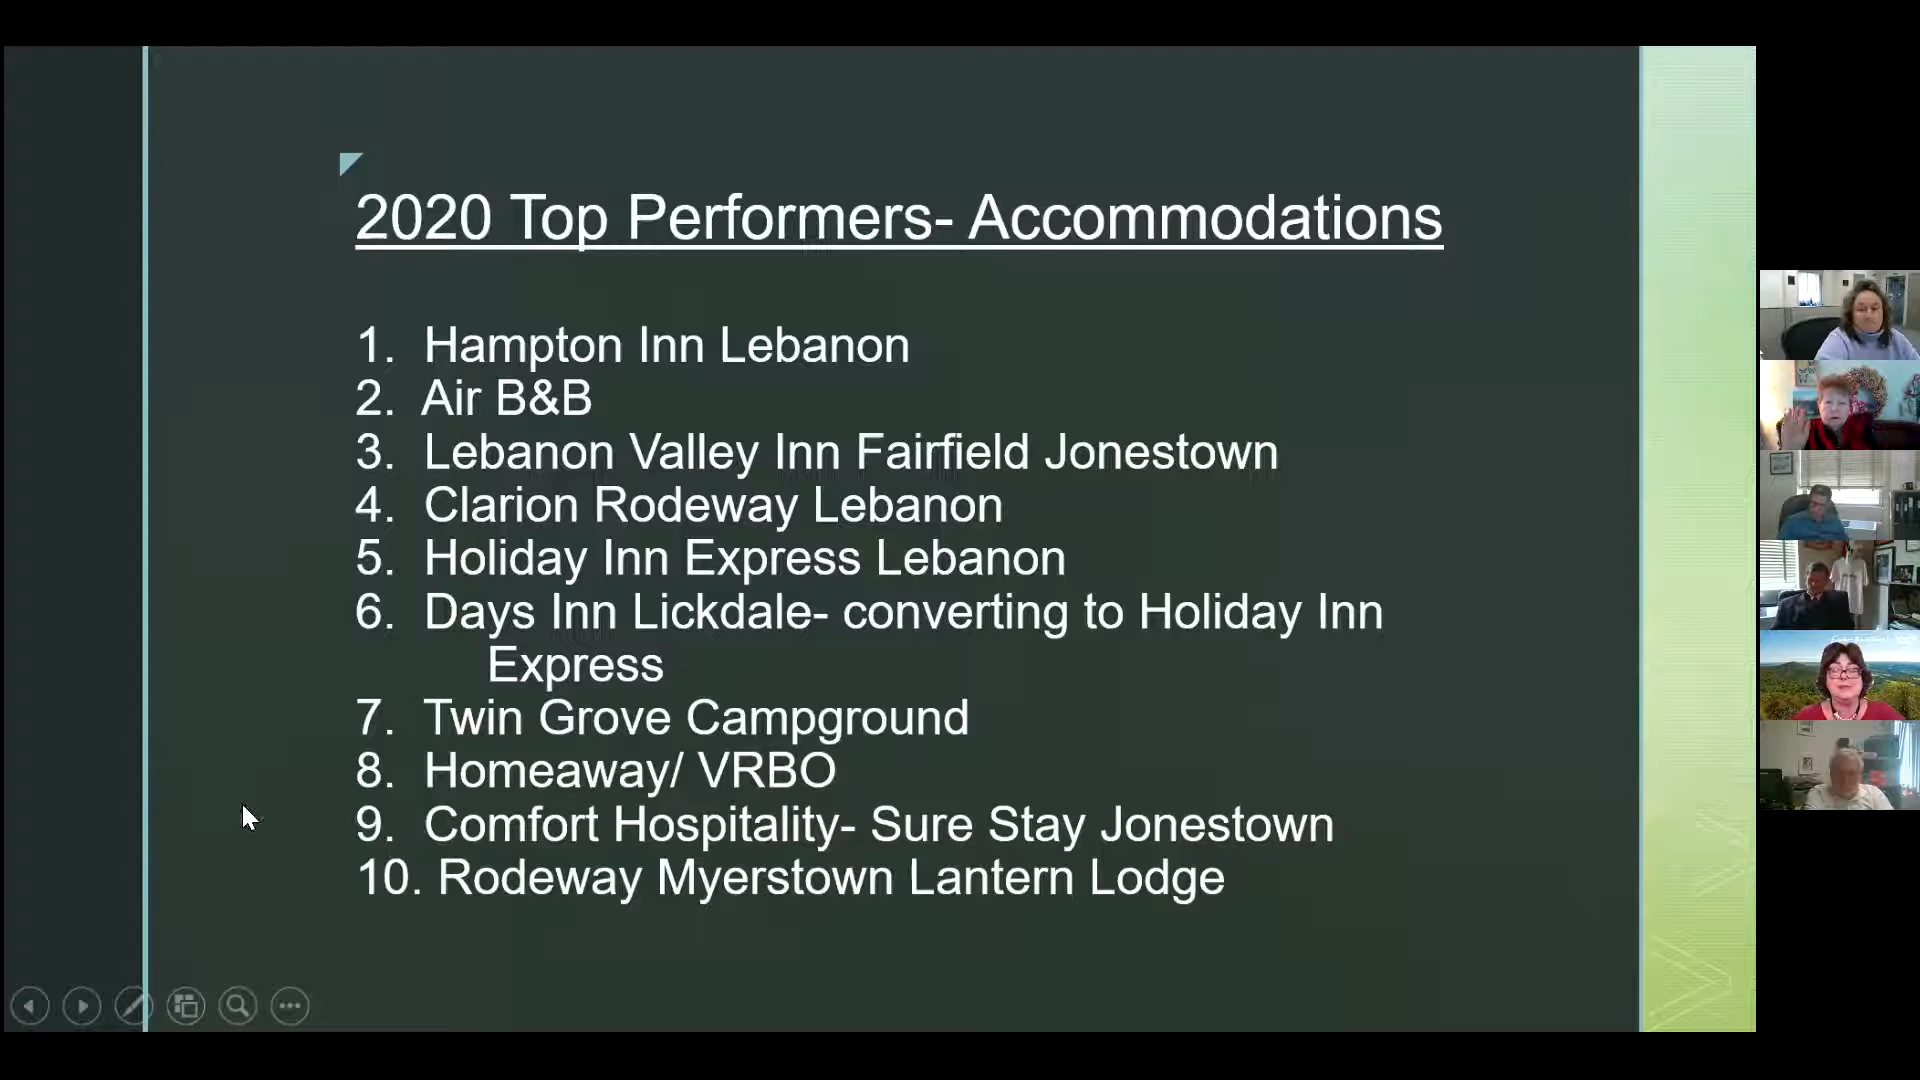 2020 Top Performers- Accommodations
1. Hampton Inn Lebanon
2. Air B&B
3. Lebanon Valley Inn Fairfield Jonestown
4. Clarion Rodeway Lebanon
5. Holiday Inn Express Lebanon
6. Days Inn Lickdale- converting to Holiday Inn
Express
7. Twin Grove Campground
8. Homeaway/ VRBO
9. Comfort Hospitality- Sure Stay Jonestown
10. Rodeway Myerstown Lantern Lodge